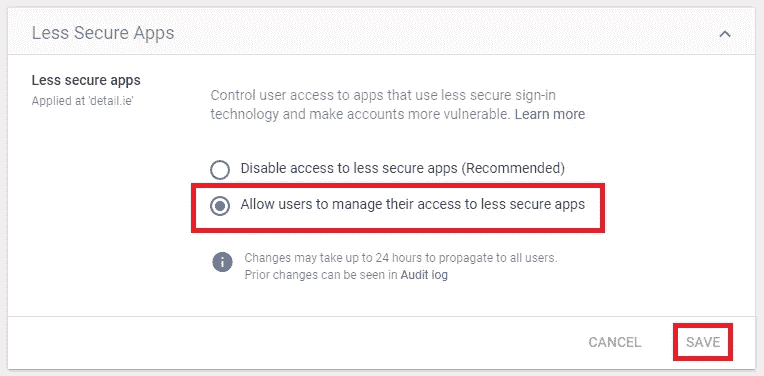 Less Secure Apps
Less secure apps
Applied at 'detail.ie'
Control user access to apps that use less secure sign-in
technology and make accounts more vulnerable. Learn more
Disable access to less secure apps (Recommended)
Allow users to manage their access to less secure apps
Changes may take up to 24 hours to propagate to all users.
Prior changes can be seen in Audit log
CANCEL SAVE